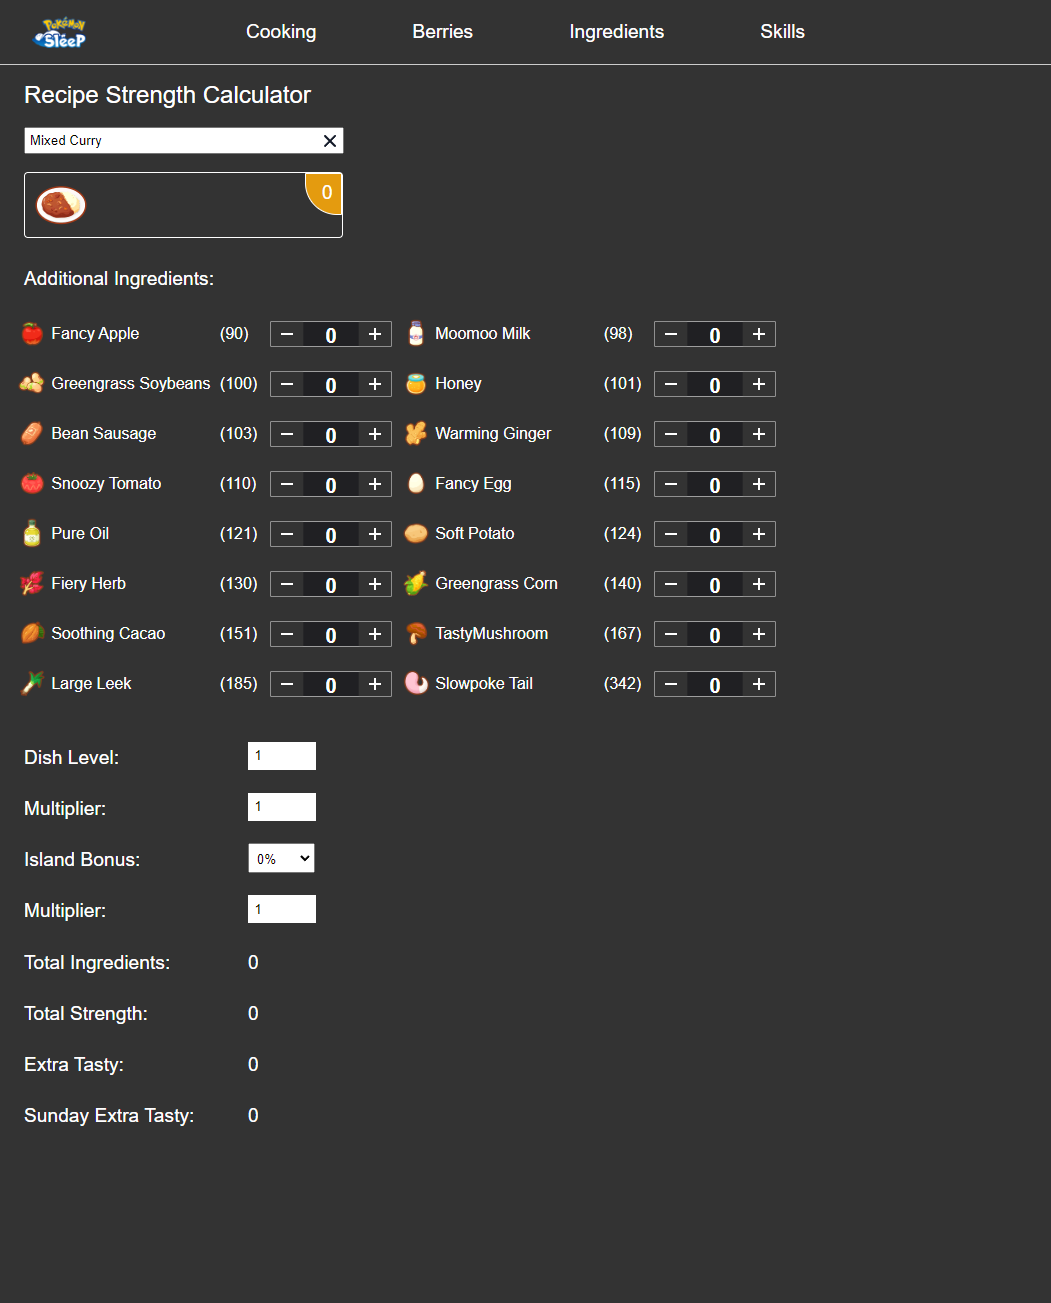 Pokémon
Sleep
Cooking Berries Ingredients Skills
Recipe Strength Calculator
Mixed Curry
0
Additional Ingredients:
Fancy Apple (90) − 0 + Moomoo Milk (98) − 0 +
Greengrass Soybeans (100) − 0 + Honey (101) − 0 +
Bean Sausage (103) − 0 + Warming Ginger (109) − 0 +
Snoozy Tomato (110) − 0 + Fancy Egg (115) − 0 +
Pure Oil (121) − 0 + Soft Potato (124) − 0 +
Fiery Herb (130) − 0 + Greengrass Corn (140) − 0 +
Soothing Cacao (151) − 0 + TastyMushroom (167) − 0 +
Large Leek (185) − 0 + Slowpoke Tail (342) − 0 +
Dish Level: 1
Multiplier: 1
Island Bonus: 0%
Multiplier: 1
Total Ingredients: 0
Total Strength: 0
Extra Tasty: 0
Sunday Extra Tasty: 0